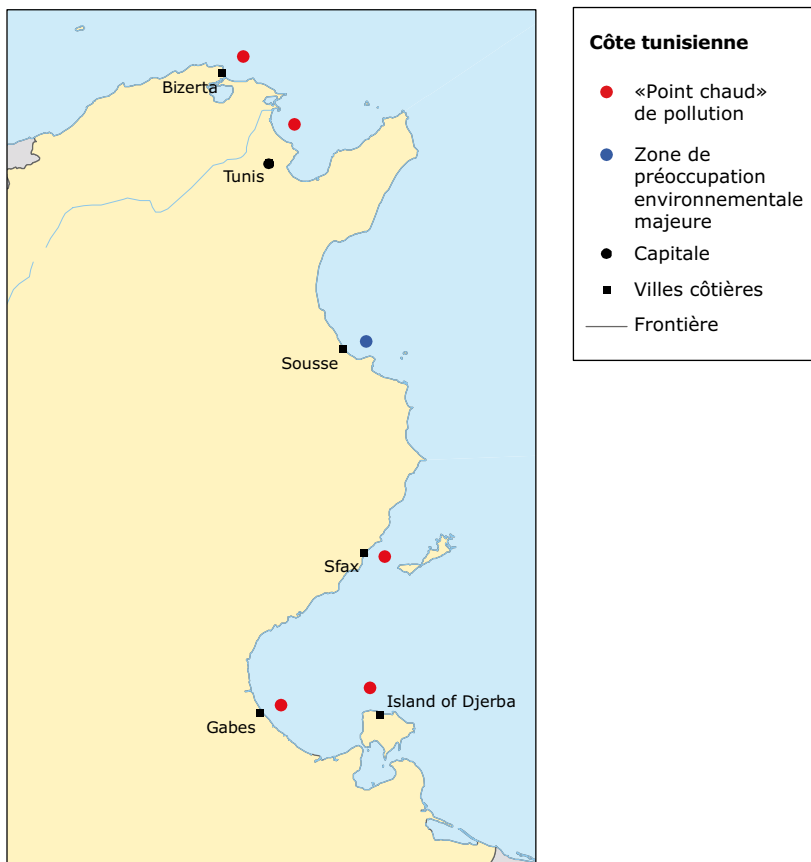 Bizerta
Tunis
Sousse
Sfax
Island of Djerba
Gabes
Côte tunisienne
«Point chaud»
de pollution
Zone de
préoccupation
environnementale
majeure
Capitale
Villes côtières
Frontière